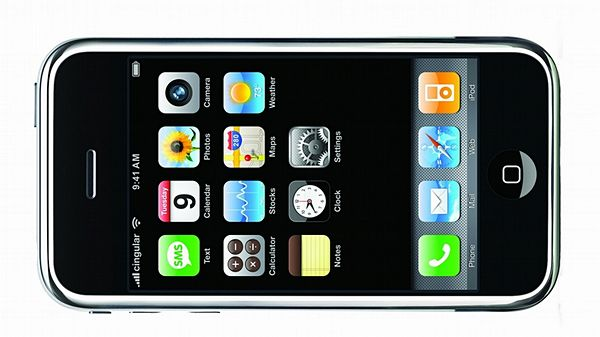 cingular 9:41 AM
SMS Tuesday
9
Text Calendar Photos Camera
280 73°
Calculator Stocks Maps Weather
Notes Clock Settings
Phone Mail Web iPod